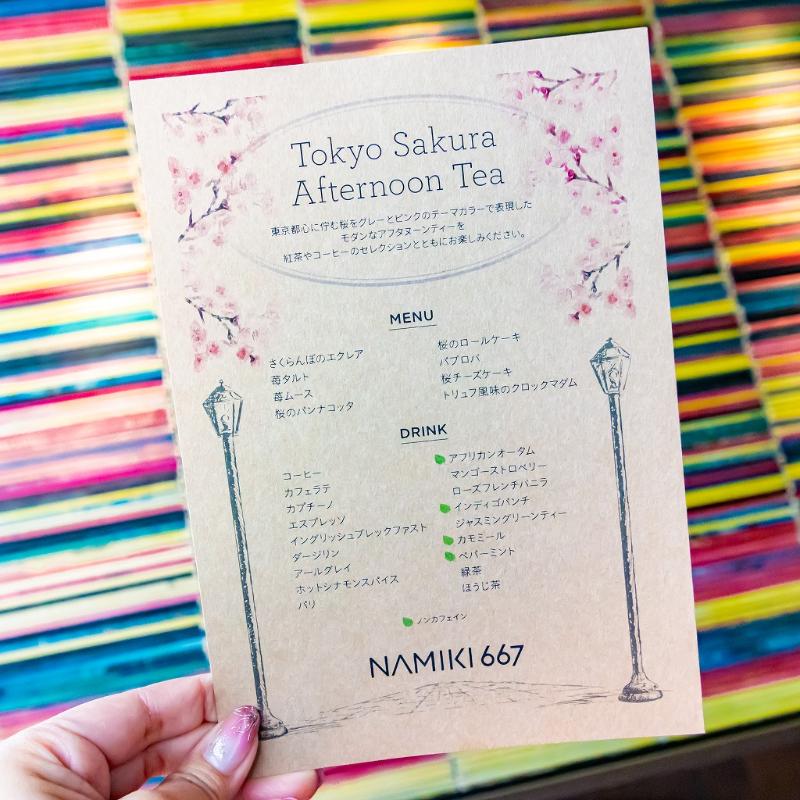 Tokyo Sakura
Afternoon Tea
東京都心に佇む桜をグレーとピンクのテーマカラーで表現した
モダンなアフタヌーンティーを
紅茶やコーヒーのセレクションとともにお楽しみください。
MENU
さくらんぼのエクレア
苺タルト
苺ムース
桜のパンナコッタ
桜のロールケーキ
パブロバ
桜チーズケーキ
トリュフ風味のクロックマダム
DRINK
コーヒー
カフェラテ
カプチーノ
エスプレッソ
イングリッシュブレックファスト
ダージリン
アールグレイ
ホットシナモンスパイス
パリ
アフリカンオータム
マンゴーストロベリー
ローズフレンチバニラ
インディゴパンチ
ジャスミングリーンティー
カモミール
ペパーミント
緑茶
ほうじ茶
ノンカフェイン
NAMIKI 667